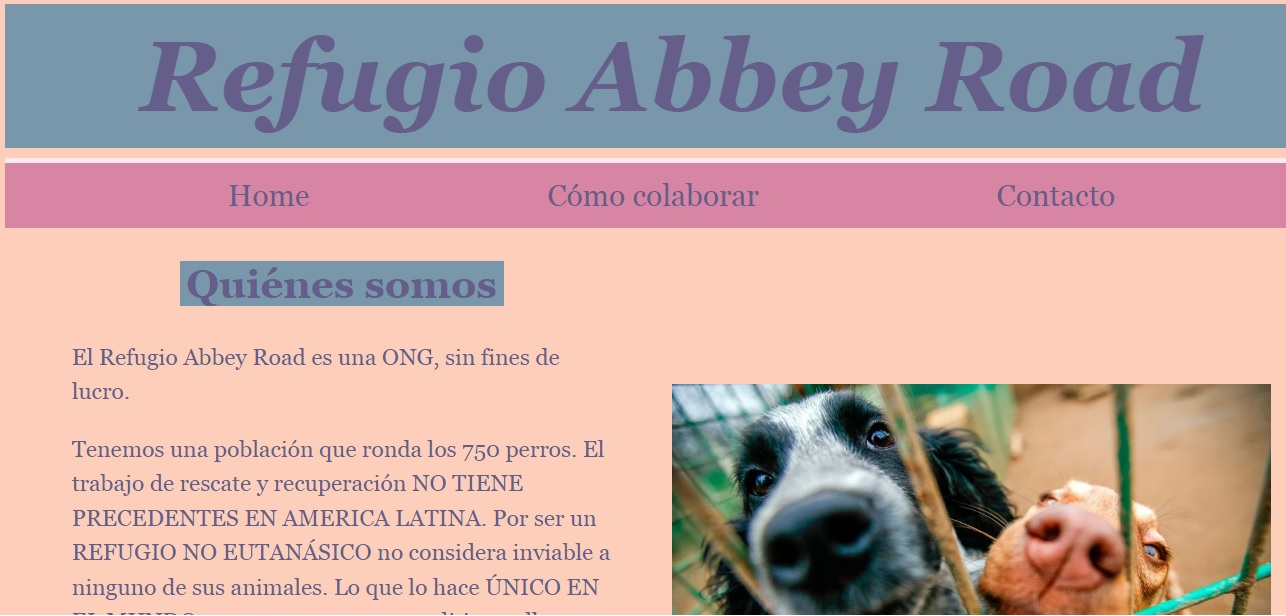 Refugio Abbey Road
Home Cómo colaborar Contacto
Quiénes somos
El Refugio Abbey Road es una ONG, sin fines de
lucro.
Tenemos una población que ronda los 750 perros. El
trabajo de rescate y recuperación NO TIENE
PRECEDENTES EN AMERICA LATINA. Por ser un
REFUGIO NO EUTANÁSICO no considera inviable a
ninguno de sus animales. Lo que lo hace ÚNICO EN